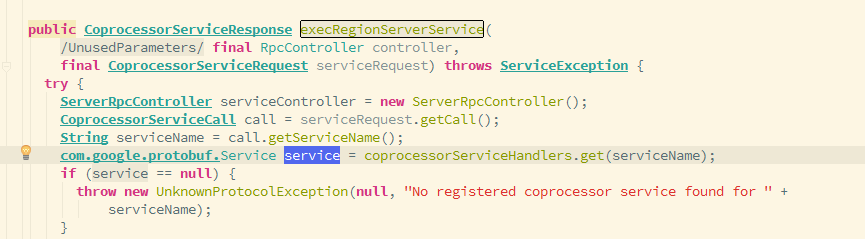 public CoprocessorServiceResponse execRegionServerService(
/UnusedParameters/ final RpcController controller,
final CoprocessorServiceRequest serviceRequest) throws ServiceException {
try {
ServerRpcController serviceController = new ServerRpcController();
CoprocessorServiceCall call = serviceRequest.getCall();
String serviceName = call.getServiceName();
com.google.protobuf.Service service = coprocessorServiceHandlers.get(serviceName);
if (service == null) {
throw new UnknownProtocolException(null, "No registered coprocessor service found for " +
serviceName);
}